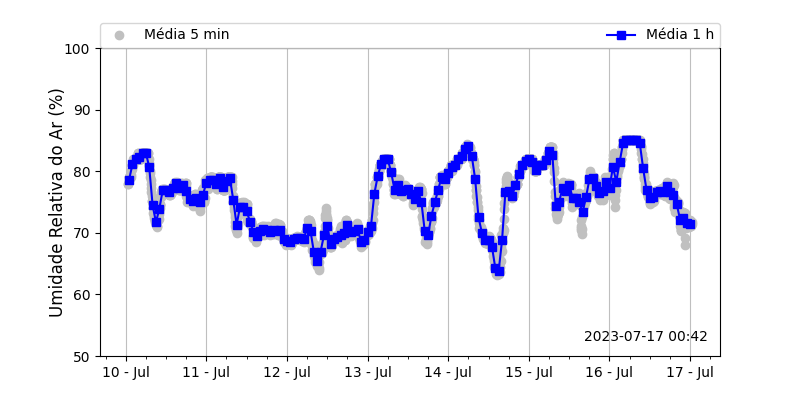 Média 5 min
Média 1 h
Umidade Relativa do Ar (%)
100
90
80
70
60
50
2023-07-17 00:42
10 - Jul
11 - Jul
12 - Jul
13 - Jul
14 - Jul
15 - Jul
16 - Jul
17 - Jul